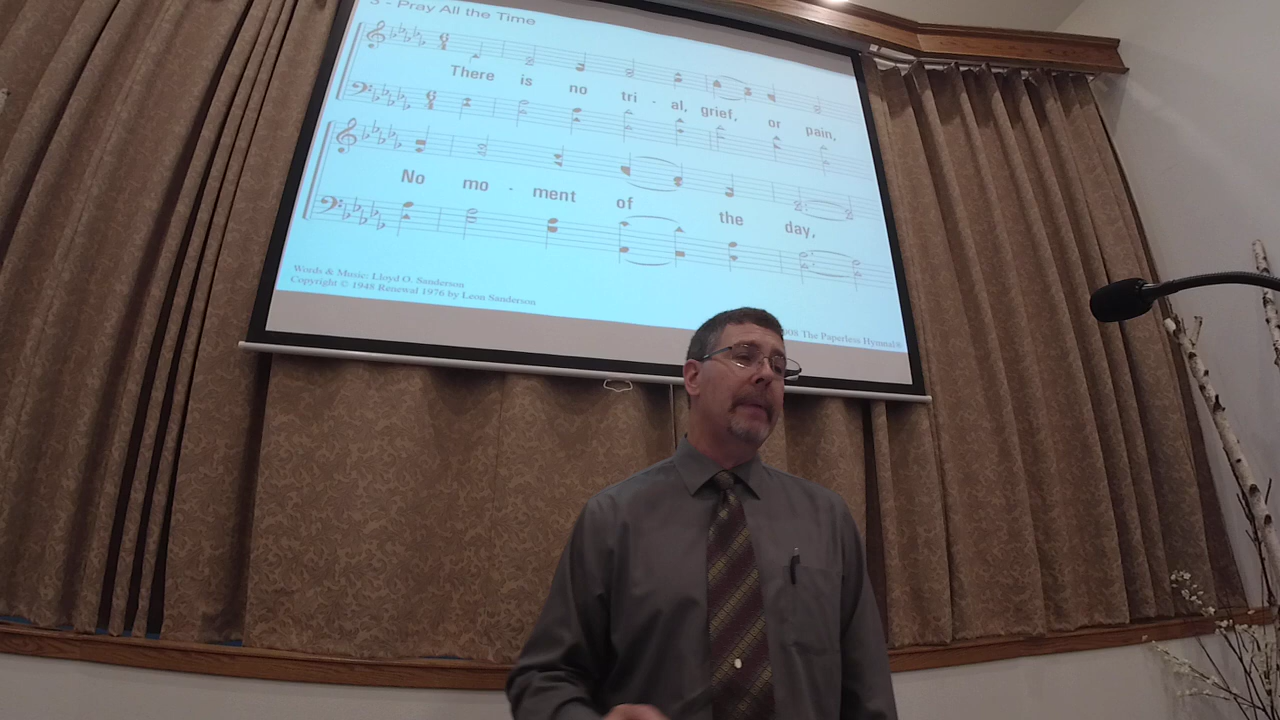 3 - Pray All the Time
There is no tri - al, grief, or pain,
No mo - ment of the day,
Words & Music: Lloyd O. Sanderson
Copyright © 1948 Renewal 1976 by Leon Sanderson
The Paperless Hymnal®